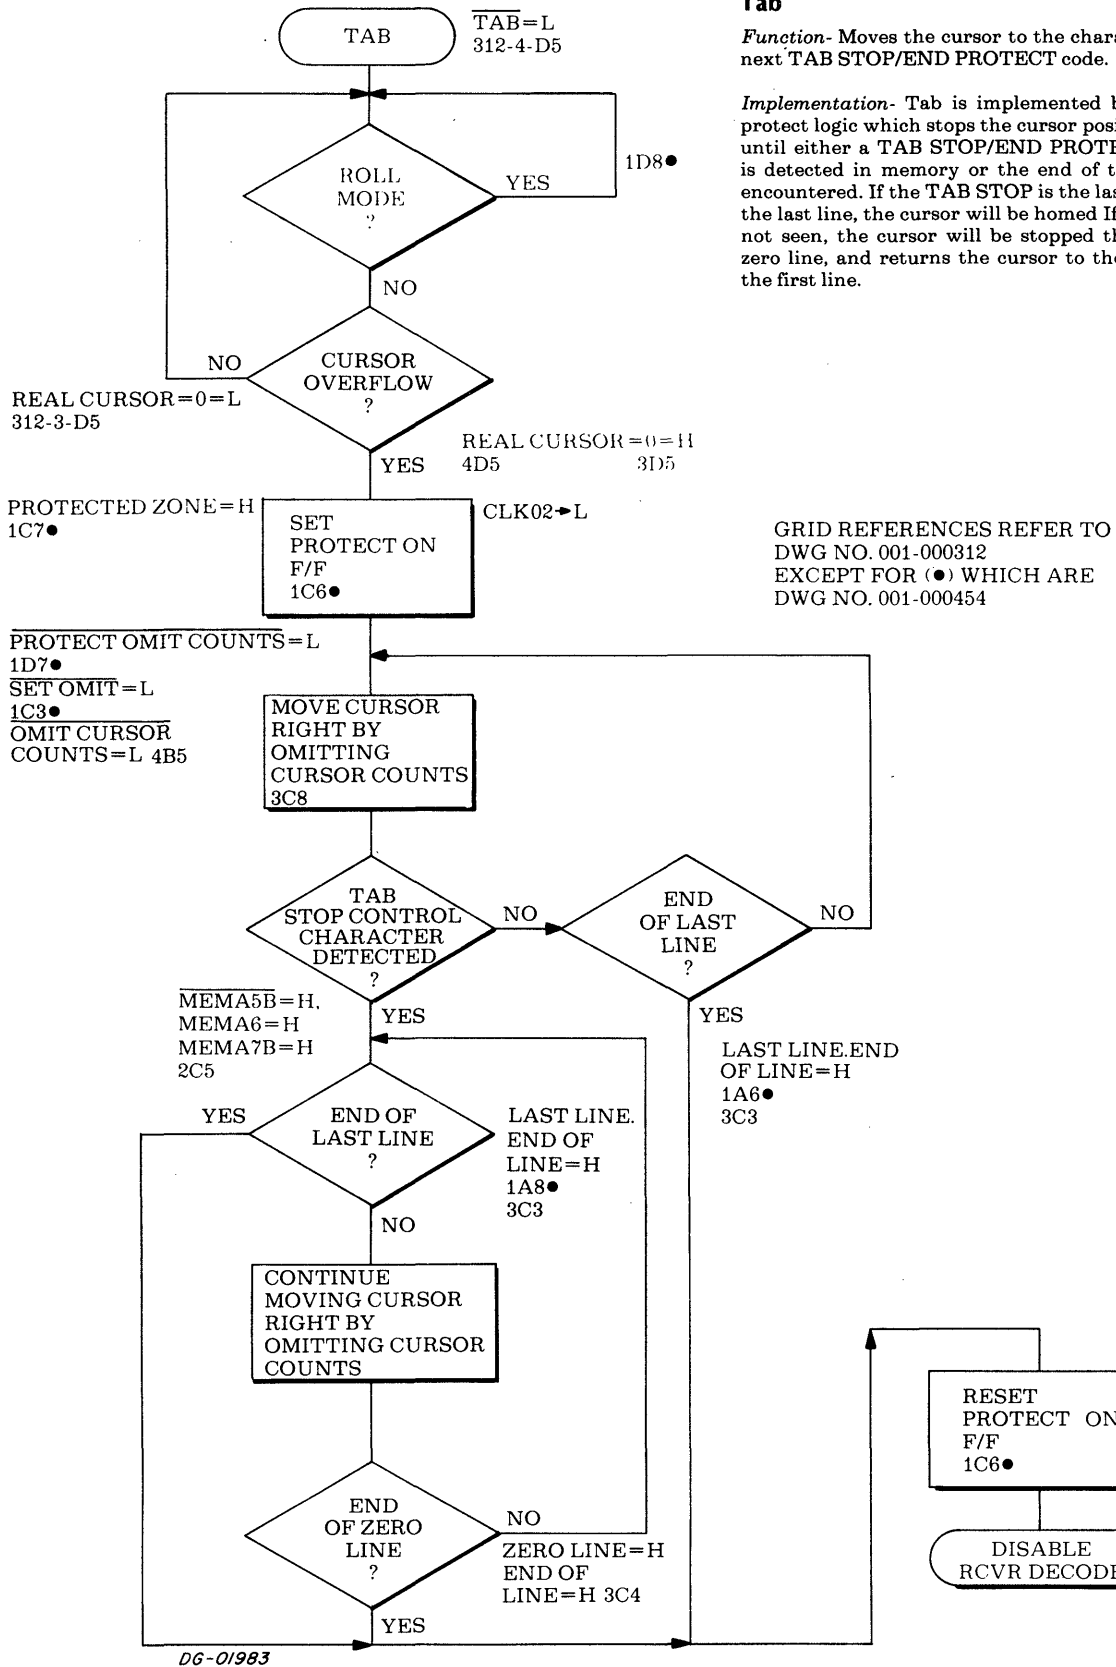 TAB
TAB=L
312-4-D5
Tab
Function- Moves the cursor to the
next TAB STOP/END PROTECT code.
Implementation- Tab is implemented
protect logic which stops the cursor
until either a TAB STOP/END
is detected in memory or the end of
encountered. If the TAB STOP is the
the last line, the cursor will be homed If
not seen, the cursor will be stopped
zero line, and returns the cursor to
the first line.
ROLL
MODE
?
YES
1D8●
NO
CURSOR
OVERFLOW
?
NO
REAL CURSOR=0=L
312-3-D5
YES
REAL CURSOR=0=H
4D5 3D5
PROTECTED ZONE=H
1C7●
SET
PROTECT ON
F/F
1C6●
CLK02→L
GRID REFERENCES REFER TO
DWG NO. 001-000312
EXCEPT FOR (●) WHICH ARE
DWG NO. 001-000454
PROTECT OMIT COUNTS=L
1D7●
SET OMIT=L
1C3●
OMIT CURSOR
COUNTS=L 4B5
MOVE CURSOR
RIGHT BY
OMITTING
CURSOR COUNTS
3C8
TAB
STOP CONTROL
CHARACTER
DETECTED
?
NO
END
OF LAST
LINE
?
NO
MEMA5B=H,
MEMA6=H
MEMA7B=H
2C5
YES
YES
LAST LINE.END
OF LINE=H
1A6●
3C3
YES
END OF
LAST LINE
?
LAST LINE.
END OF
LINE=H
1A8●
3C3
NO
CONTINUE
MOVING CURSOR
RIGHT BY
OMITTING CURSOR
COUNTS
RESET
PROTECT ON
F/F
1C6●
END
OF ZERO
LINE
?
NO
ZERO LINE=H
END OF
LINE=H 3C4
YES
DISABLE
RCVR DECODE
DG-01983